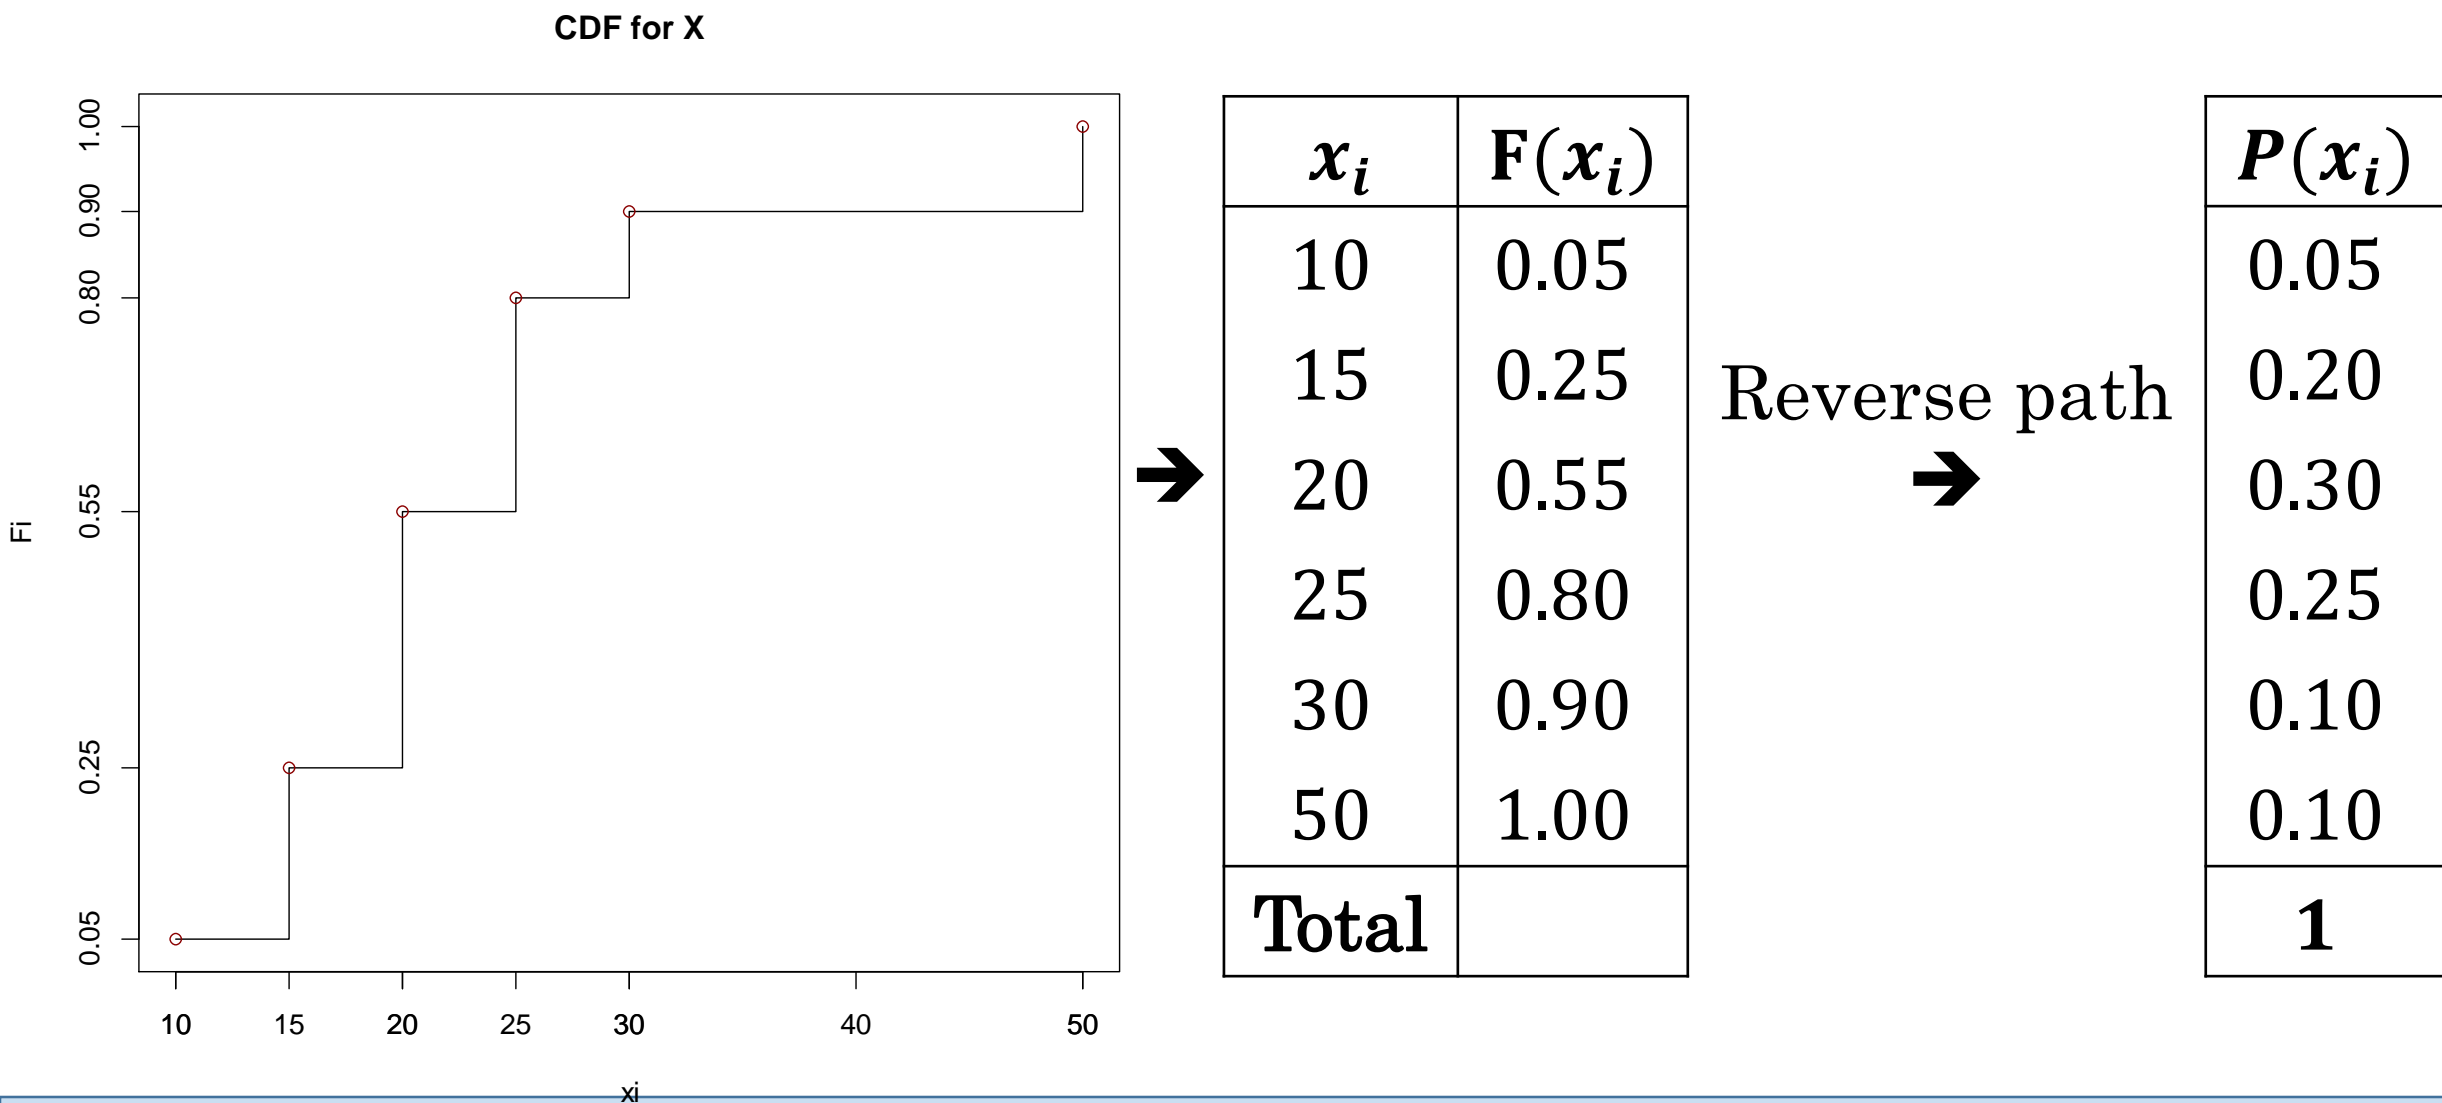 CDF for X
Fi
1.00
0.90
0.80
0.55
0.25
0.05
10 15 20 25 30 40 50
xi
➔
x_i F(x_i)
10 0.05
15 0.25
20 0.55
25 0.80
30 0.90
50 1.00
Total
Reverse path
➔
P(x_i)
0.05
0.20
0.30
0.25
0.10
0.10
1